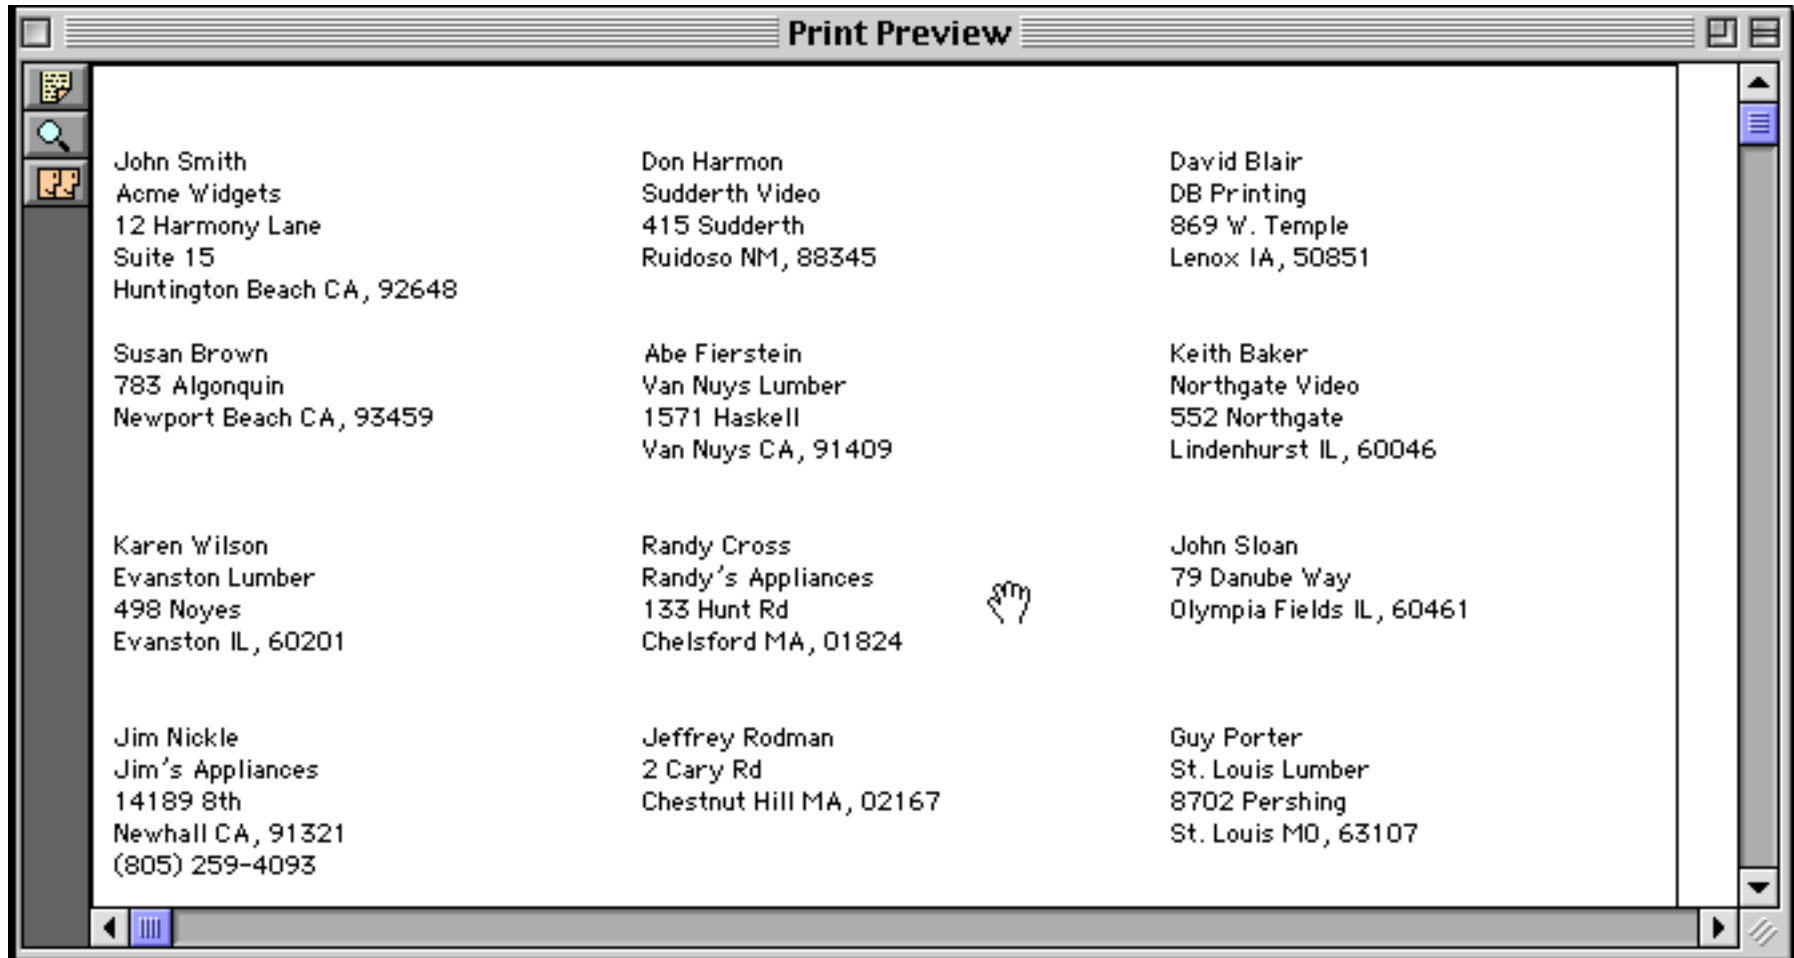 Print Preview
John Smith
Acme Widgets
12 Harmony Lane
Suite 15
Huntington Beach CA, 92648
Don Harmon
Sudderth Video
415 Sudderth
Ruidoso NM, 88345
David Blair
DB Printing
869 W. Temple
Lenox IA, 50851
Susan Brown
783 Algonquin
Newport Beach CA, 93459
Abe Fierstein
Van Nuys Lumber
1571 Haskell
Van Nuys CA, 91409
Keith Baker
Northgate Video
552 Northgate
Lindenhurst IL, 60046
Karen Wilson
Evanston Lumber
498 Noyes
Evanston IL, 60201
Randy Cross
Randy's Appliances
133 Hunt Rd
Chelsford MA, 01824
John Sloan
79 Danube Way
Olympia Fields IL, 60461
Jim Nickle
Jim's Appliances
14189 8th
Newhall CA, 91321
(805) 259-4093
Jeffrey Rodman
2 Cary Rd
Chestnut Hill MA, 02167
Guy Porter
St. Louis Lumber
8702 Pershing
St. Louis MO, 63107